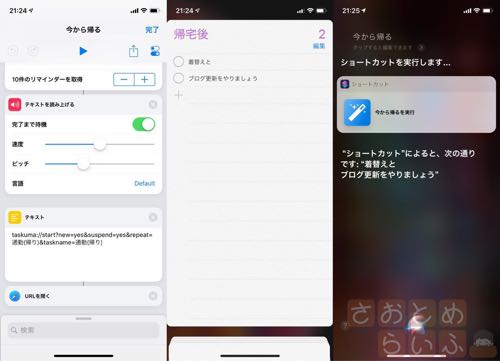 21:24
今から帰る
完了
10件のリマインダーを取得
テキストを読み上げる
完了まで待機
速度
ピッチ
言語
Default
テキスト
taskuma://start?new=yes&suspend=yes&repeat=
通勤(帰り)&taskname=通勤(帰り)
URLを開く
検索
21:24
帰宅後
2
編集
着替えと
ブログ更新をやりましょう
21:25
今から帰る
タップすると編集できます
ショートカットを実行します...
ショートカット
今から帰るを実行
“ショートカット”によると、次の通り
です: “着替えと
ブログ更新をやりましょう”
さおとめ
らいふ